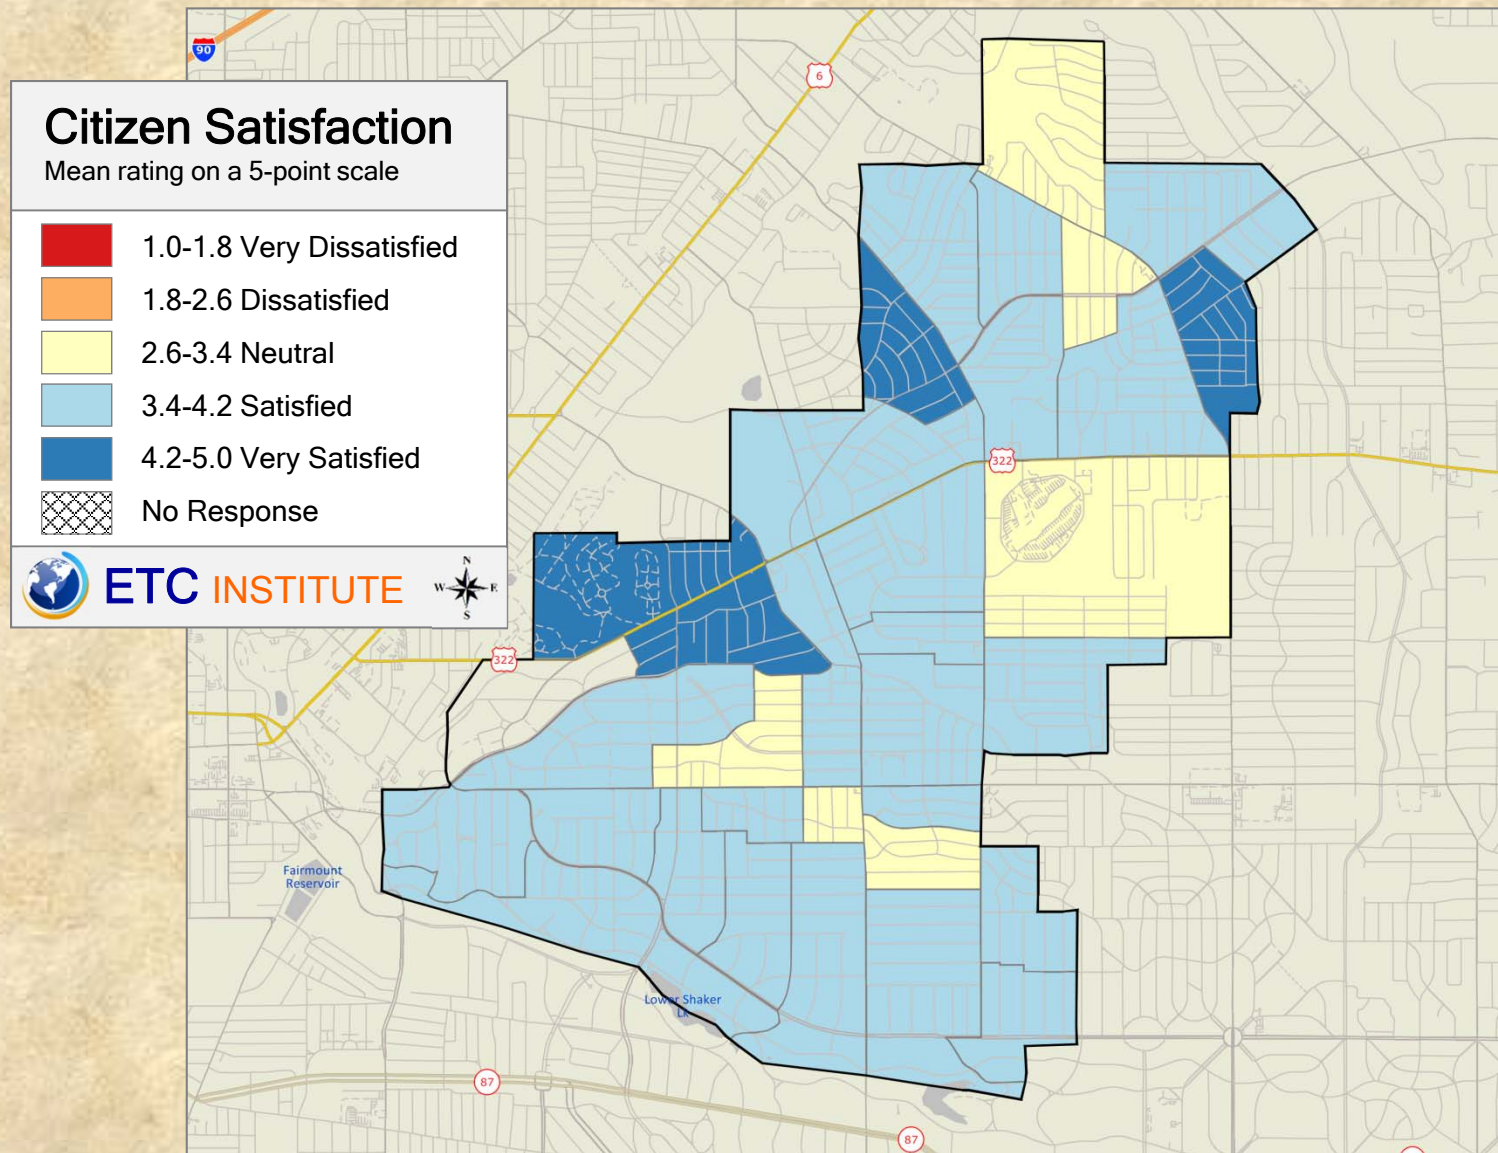 90
6
Citizen Satisfaction
Mean rating on a 5-point scale
1.0-1.8 Very Dissatisfied
1.8-2.6 Dissatisfied
2.6-3.4 Neutral
3.4-4.2 Satisfied
4.2-5.0 Very Satisfied
No Response
ETC INSTITUTE
N
W
E
S
322
322
Fairmount
Reservoir
Lower Shaker
Lk
87
87